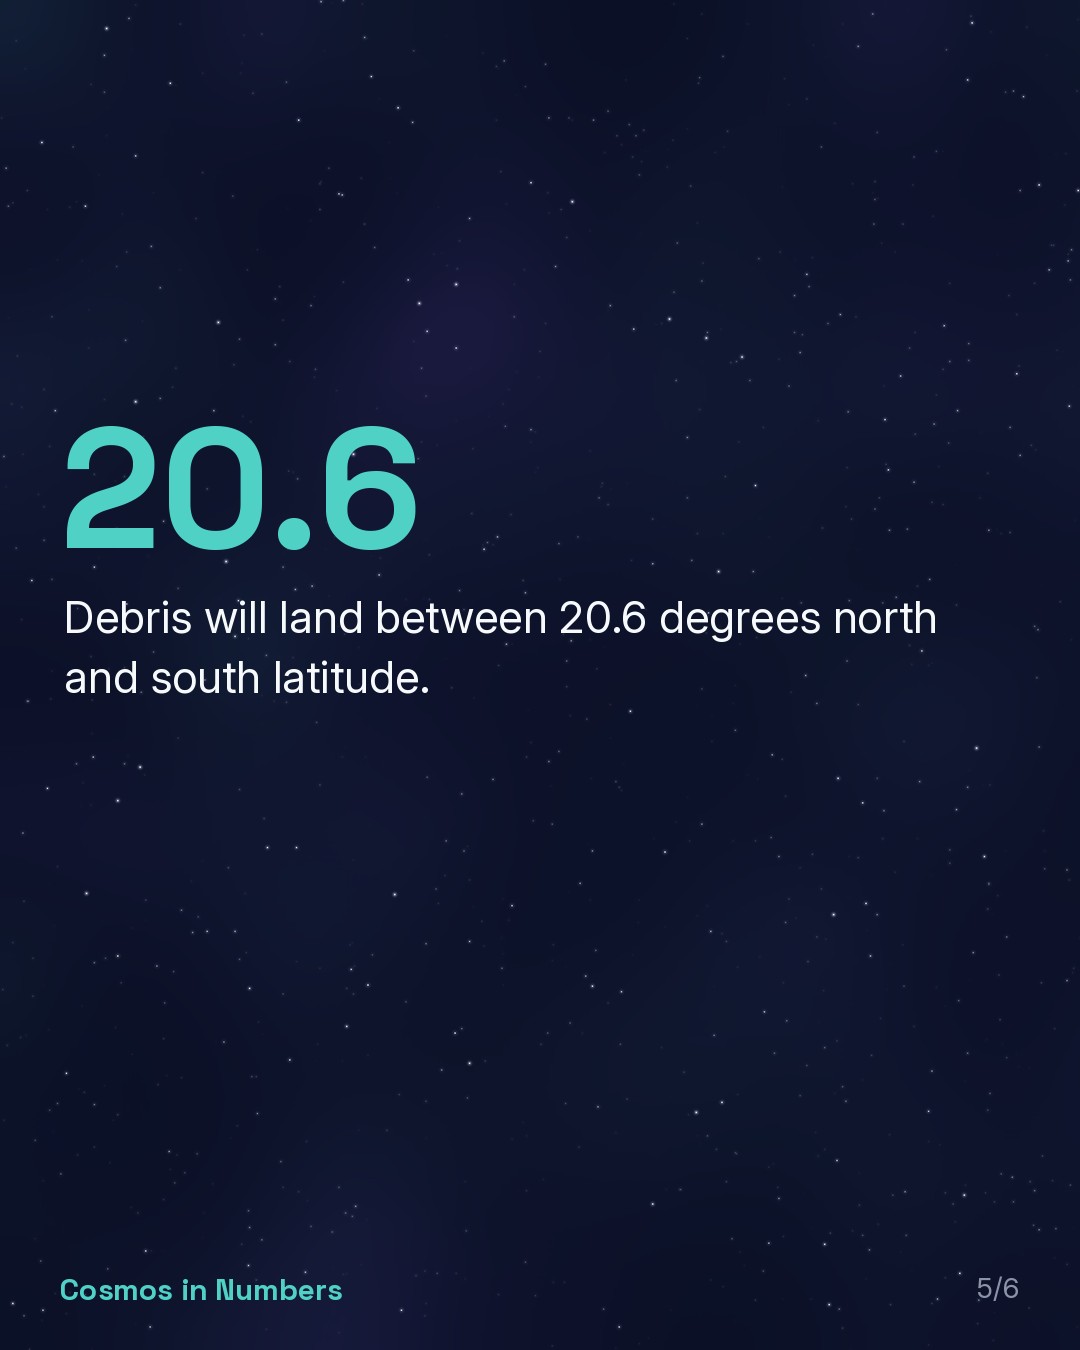 20.6
Debris will land between 20.6 degrees north
and south latitude.
Cosmos in Numbers
5/6